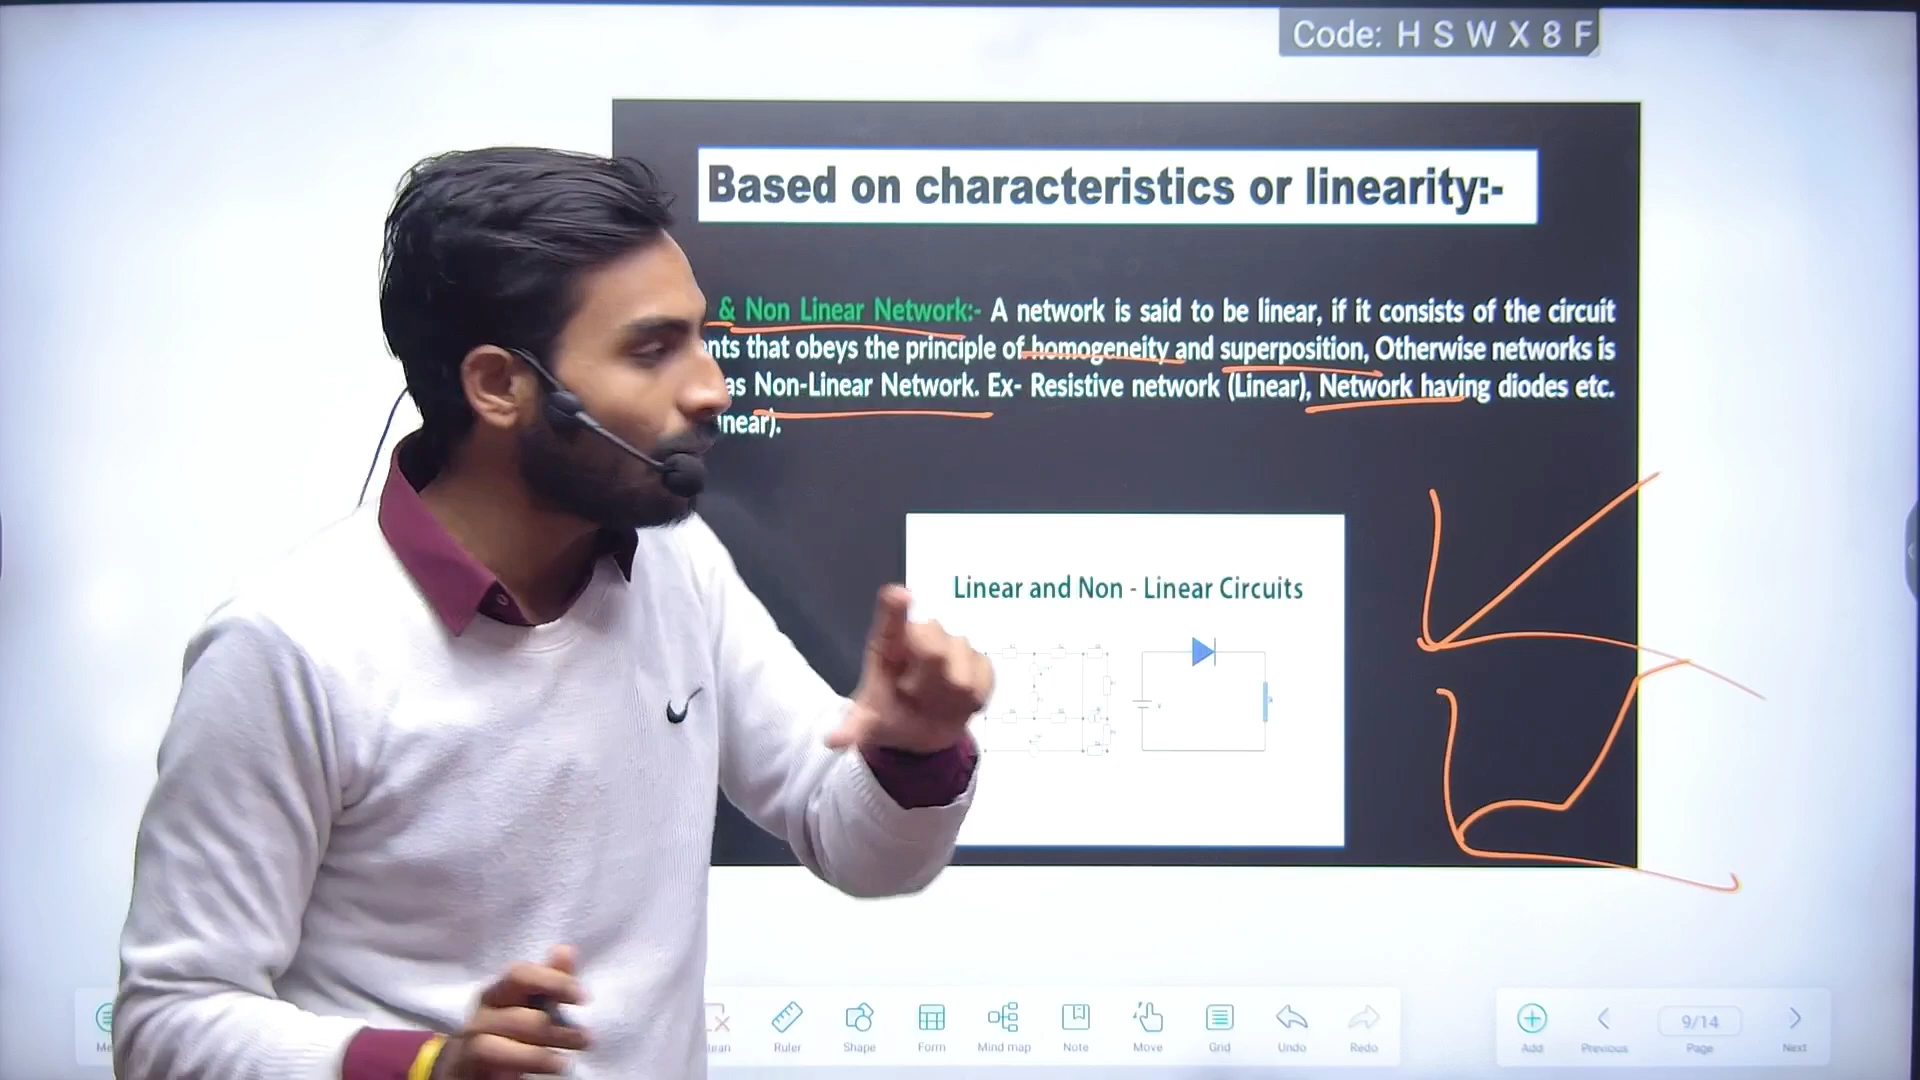 Code: H S W X 8 F
Based on characteristics or linearity:-
& Non Linear Network:- A network is said to be linear, if it consists of the circuit
that obeys the principle of homogeneity and superposition, Otherwise networks is
as Non-Linear Network. Ex- Resistive network (Linear), Network having diodes etc.
Linear and Non - Linear Circuits
Ruler
Shape
Form
Mind map
Note
Move
Grid
Undo
Redo
Add
Previous
9/14
Page
Next